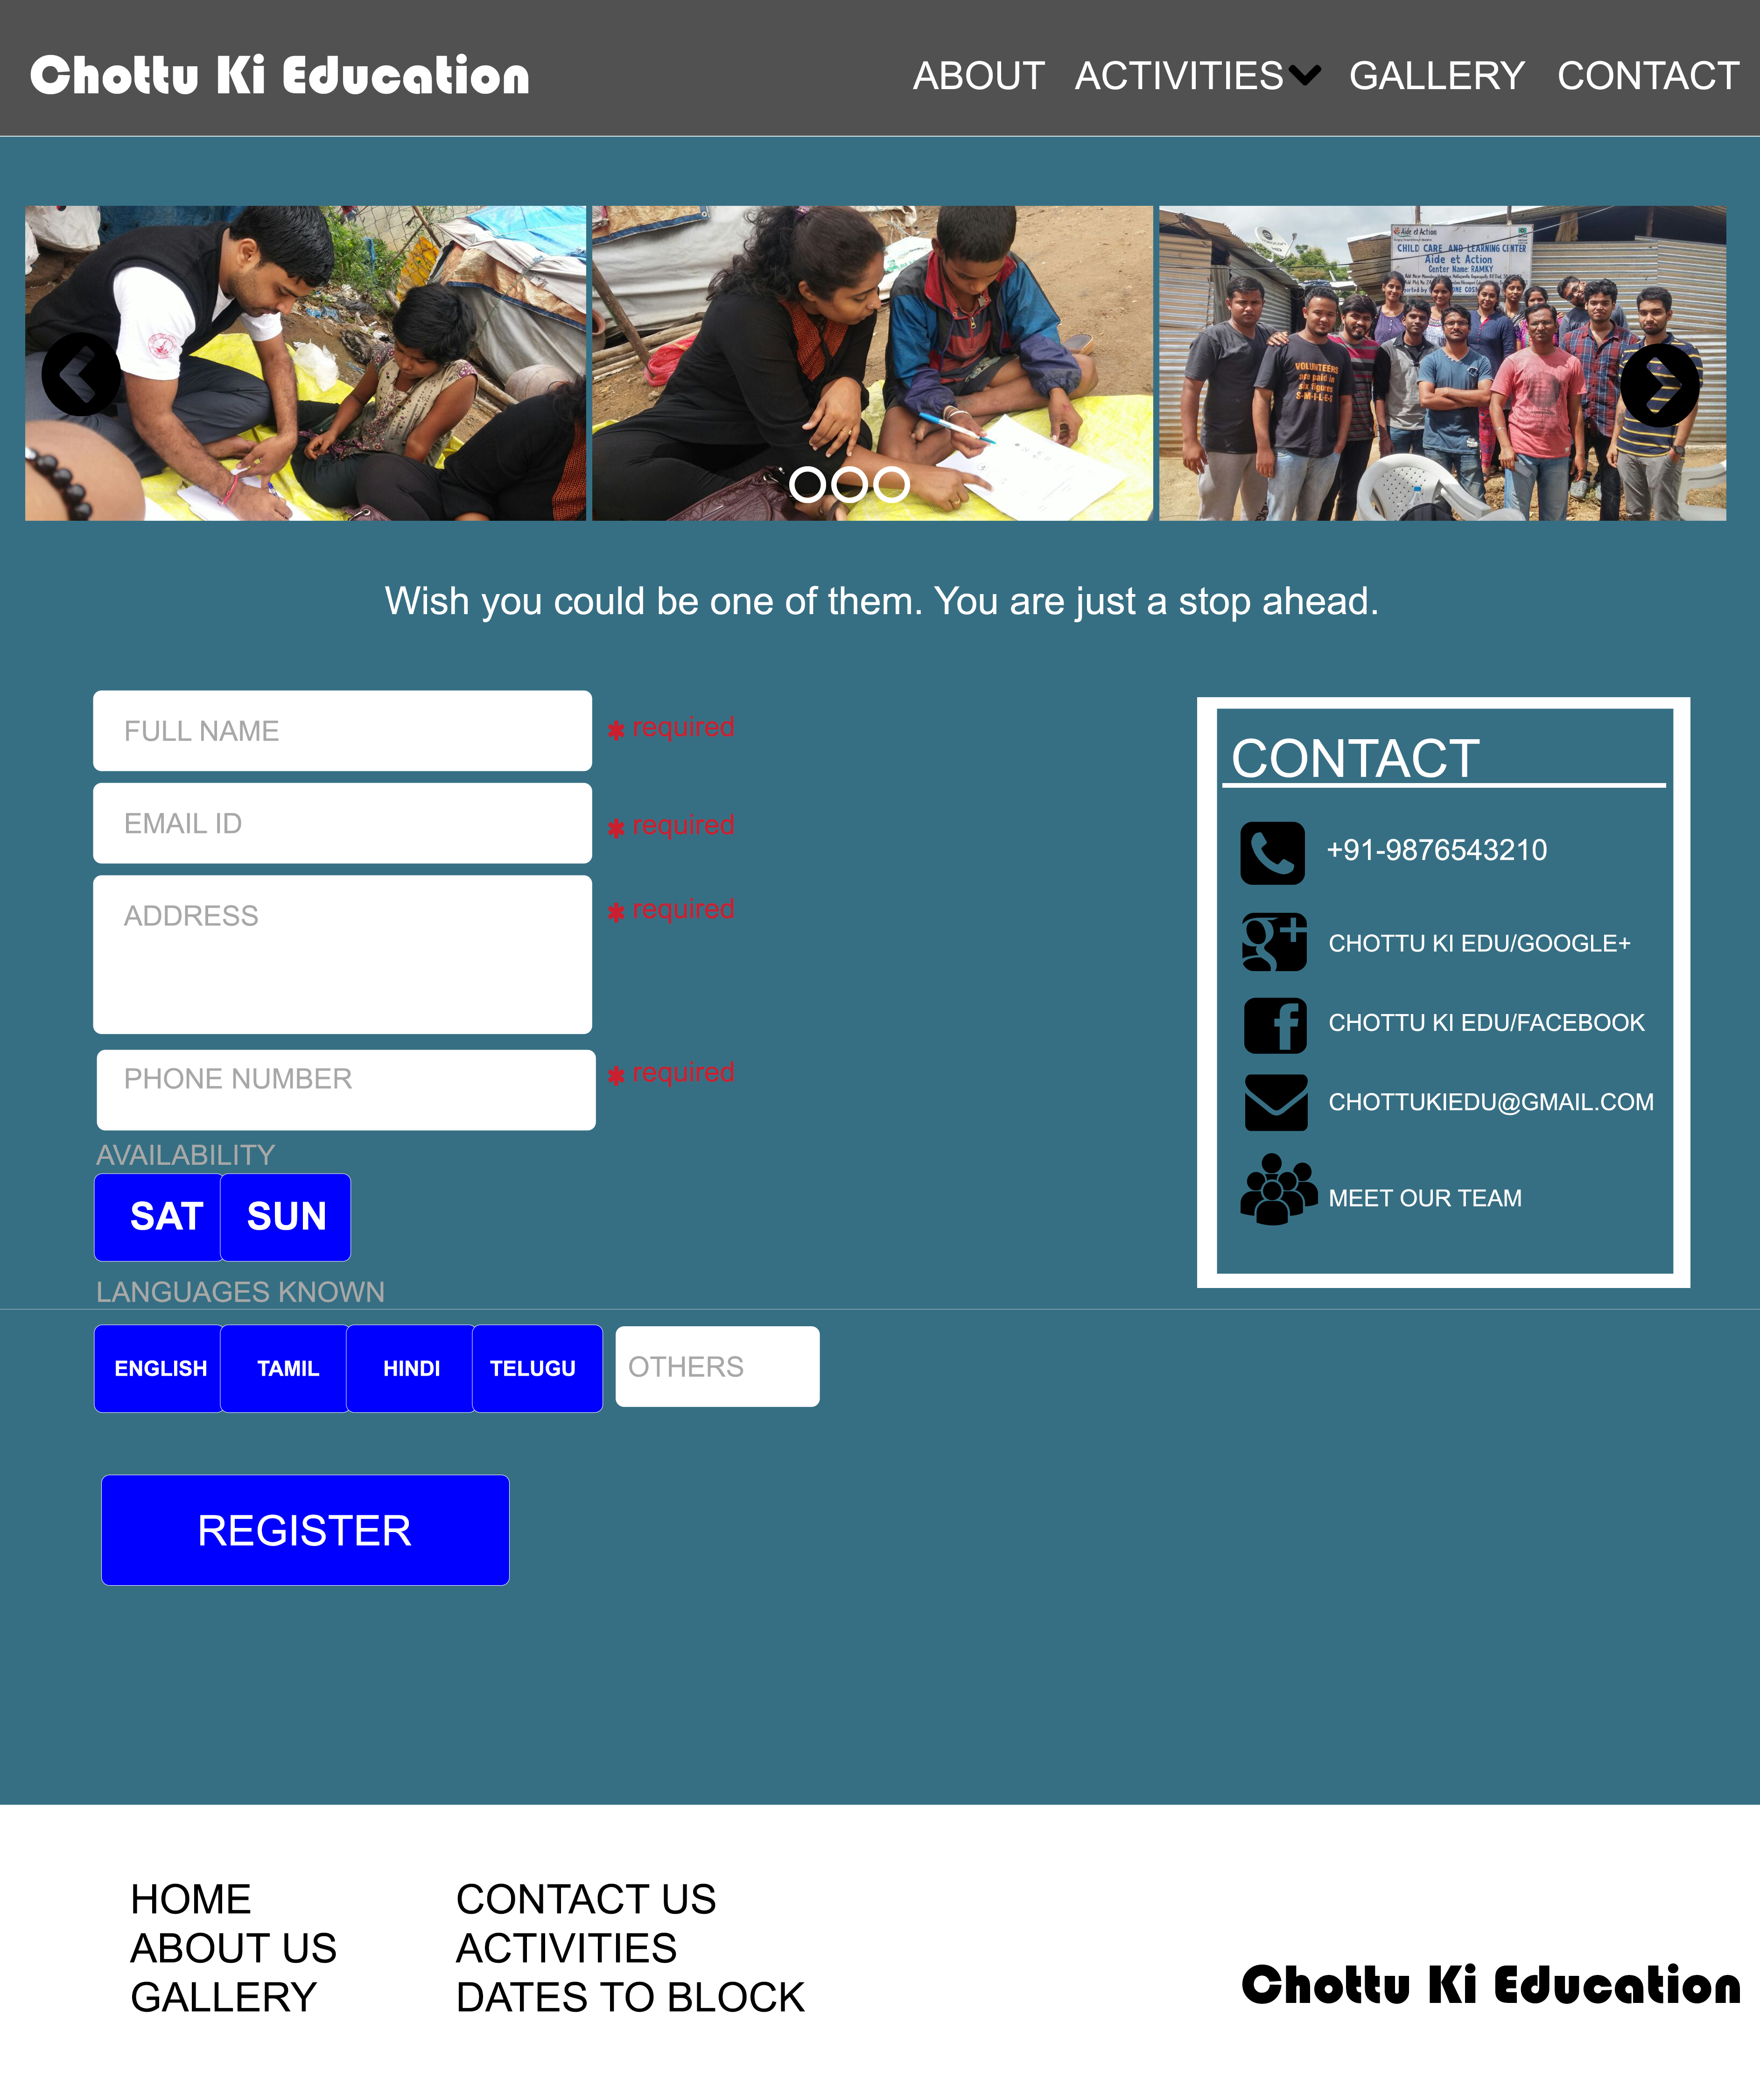 Chottu Ki Education
ABOUT ACTIVITIES GALLERY CONTACT
Aide et Action
CHILD CARE AND LEARNING CENTER
Aide et Action
Center Name: RAMKY
VOLUNTEERS
are paid in
six figures
S-M-I-L-E-S
Wish you could be one of them. You are just a stop ahead.
FULL NAME
* required
EMAIL ID
* required
ADDRESS
* required
PHONE NUMBER
* required
AVAILABILITY
SAT SUN
LANGUAGES KNOWN
ENGLISH TAMIL HINDI TELUGU OTHERS
REGISTER
CONTACT
+91-9876543210
g+ CHOTTU KI EDU/GOOGLE+
f CHOTTU KI EDU/FACEBOOK
CHOTTUKIEDU@GMAIL.COM
MEET OUR TEAM
HOME
ABOUT US
GALLERY
CONTACT US
ACTIVITIES
DATES TO BLOCK
Chottu Ki Education